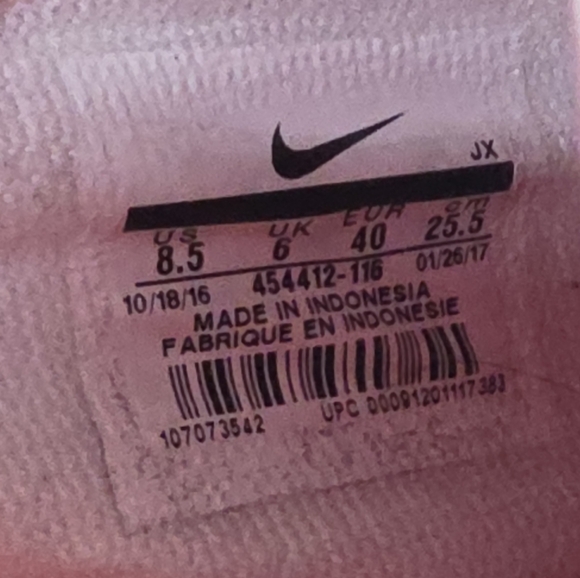 JX
US UK EUR cm
8.5 6 40 25.5
10/18/16 454412-116 01/26/17
MADE IN INDONESIA
FABRIQUE EN INDONESIE
107073542 UPC 00091201117383